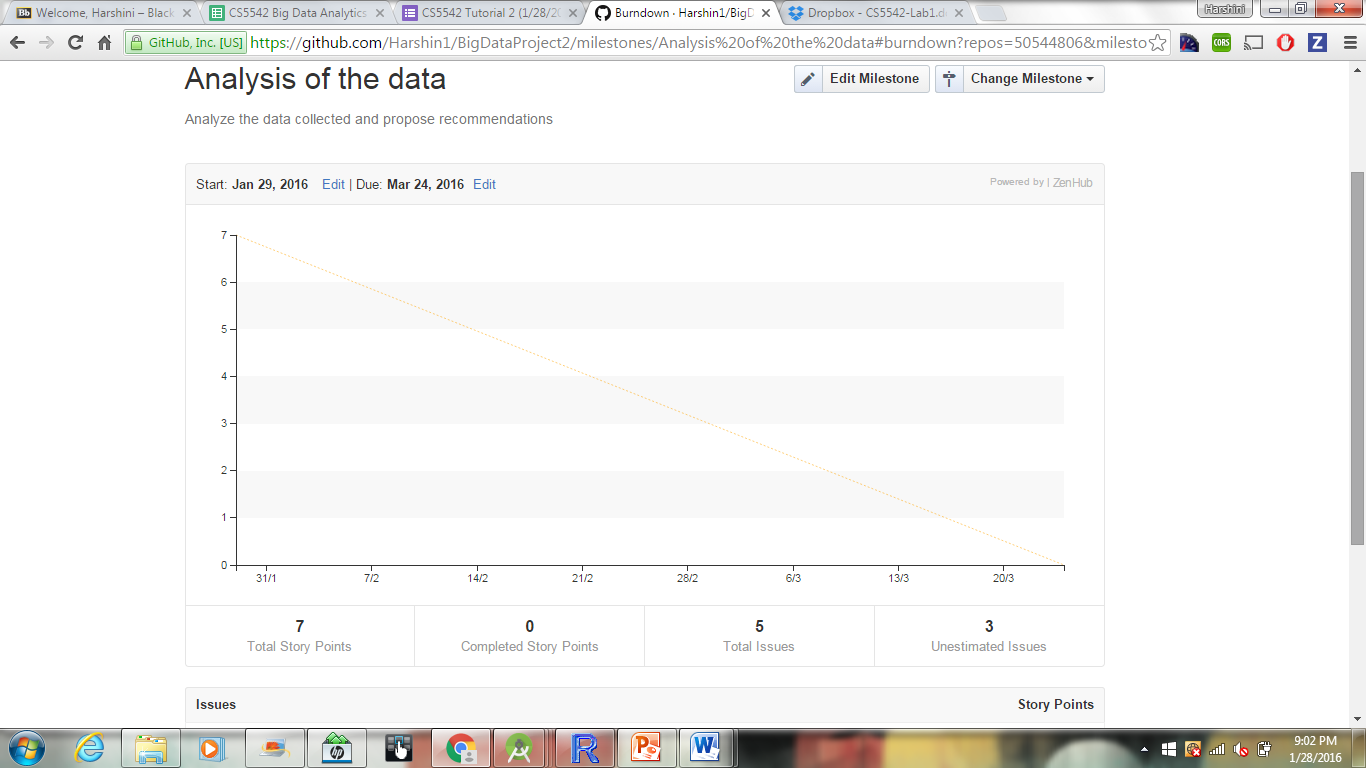 Welcome, Harshini – Black
CS5542 Big Data Analytics
CS5542 Tutorial 2 (1/28/20
Burndown · Harshin1/BigD
Dropbox - CS5542-Lab1.d
Harshini
GitHub, Inc. [US]
https://github.com/Harshin1/BigDataProject2/milestones/Analysis%20of%20the%20data#burndown?repos=50544806&milesto
CORS
Z
Analysis of the data
Edit Milestone
Change Milestone
Analyze the data collected and propose recommendations
Start: Jan 29, 2016 Edit | Due: Mar 24, 2016 Edit
Powered by | ZenHub
7
6
5
4
3
2
1
0
31/1 7/2 14/2 21/2 28/2 6/3 13/3 20/3
7
Total Story Points
0
Completed Story Points
5
Total Issues
3
Unestimated Issues
Issues
Story Points
9:02 PM
1/28/2016